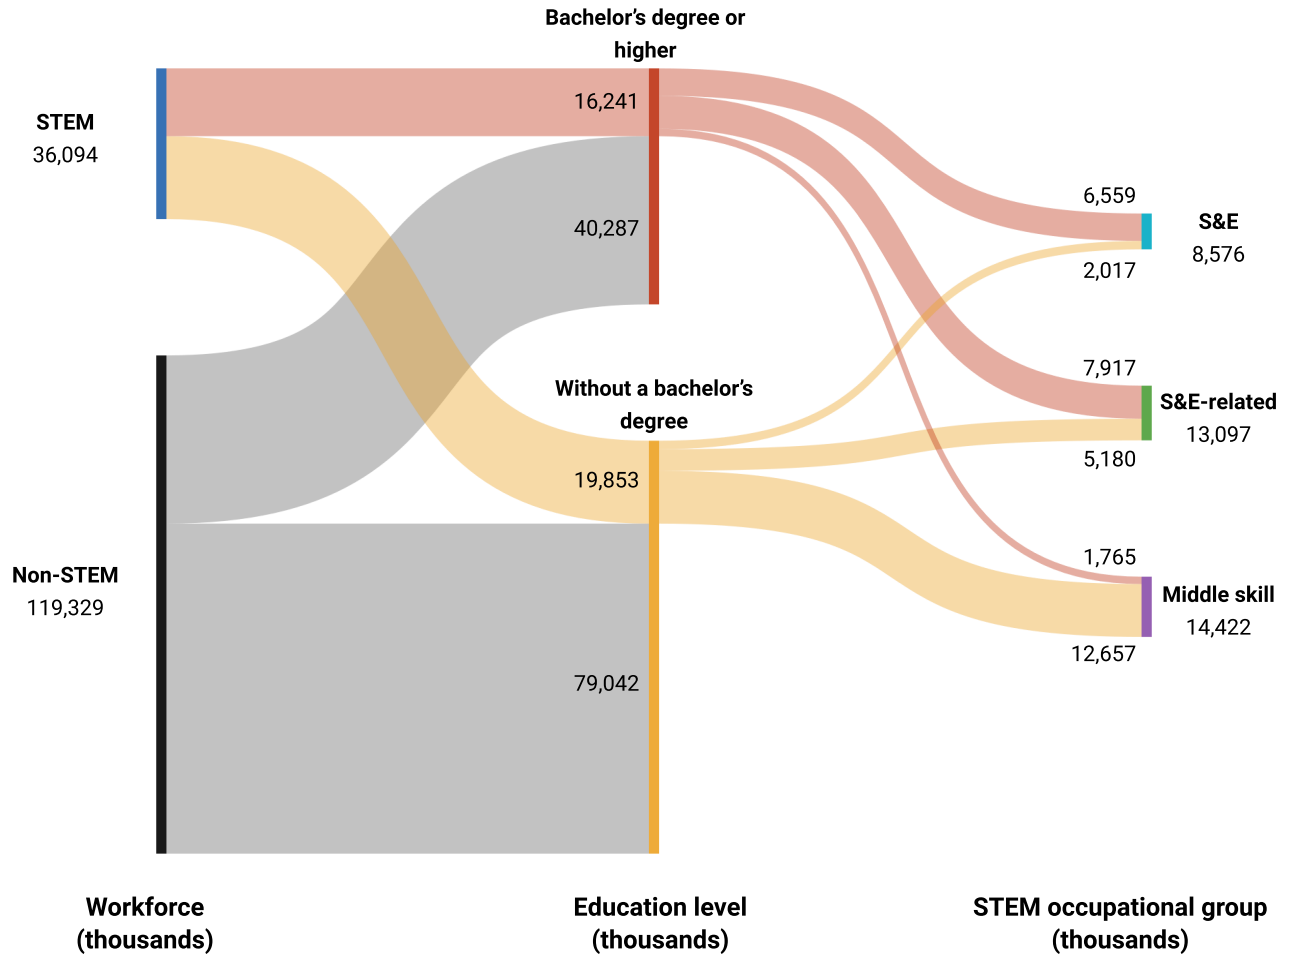 Bachelor’s degree or
higher
STEM
36,094
16,241
40,287
6,559
S&E
8,576
2,017
7,917
S&E-related
13,097
5,180
Without a bachelor’s
degree
19,853
1,765
Middle skill
14,422
12,657
Non-STEM
119,329
79,042
Workforce
(thousands)
Education level
(thousands)
STEM occupational group
(thousands)